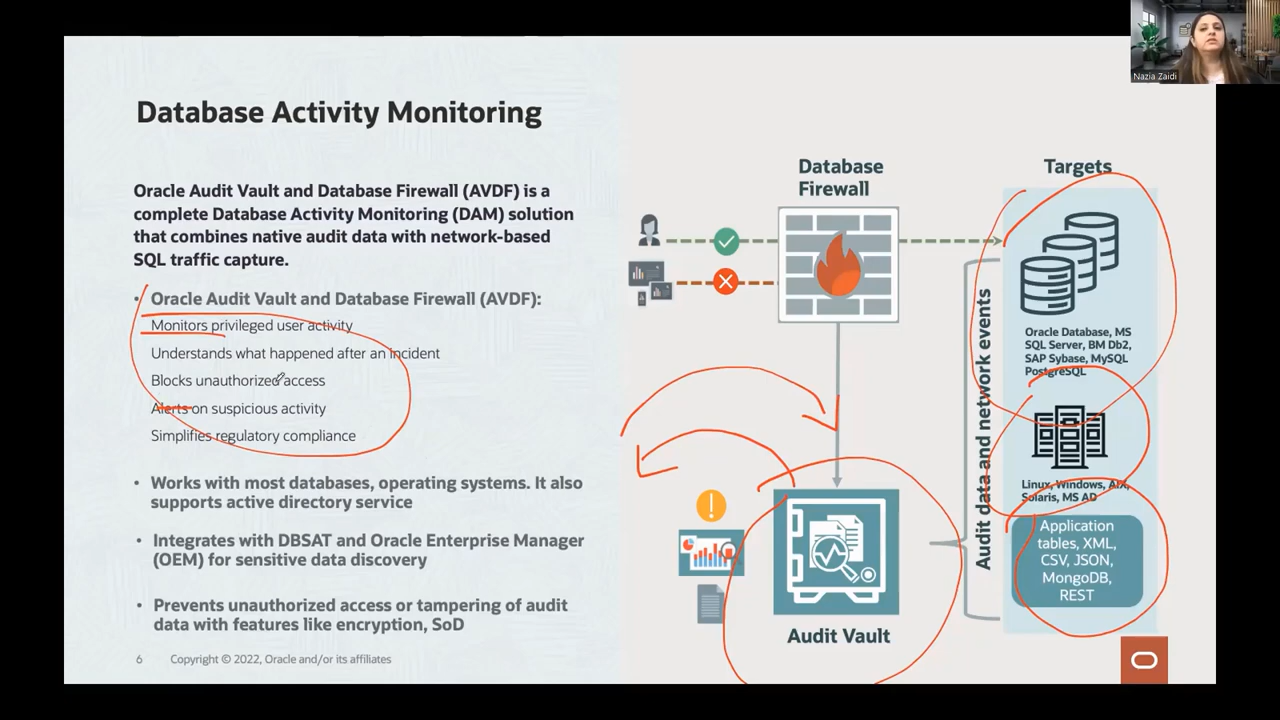 Nazia Zaidi
Database Activity Monitoring
Oracle Audit Vault and Database Firewall (AVDF) is a
complete Database Activity Monitoring (DAM) solution
that combines native audit data with network-based
SQL traffic capture.
• Oracle Audit Vault and Database Firewall (AVDF):
Monitors privileged user activity
Understands what happened after an incident
Blocks unauthorized access
Alerts on suspicious activity
Simplifies regulatory compliance
• Works with most databases, operating systems. It also
supports active directory service
• Integrates with DBSAT and Oracle Enterprise Manager
(OEM) for sensitive data discovery
• Prevents unauthorized access or tampering of audit
data with features like encryption, SoD
6 Copyright © 2022, Oracle and/or its affiliates
Database
Firewall
Audit Vault
Audit data and network events
Targets
Oracle Database, MS
SQL Server, BM Db2,
SAP Sybase, MySQL
PostgreSQL
Linux, Windows, AIX,
Solaris, MS AD
Application
tables, XML,
CSV, JSON,
MongoDB,
REST